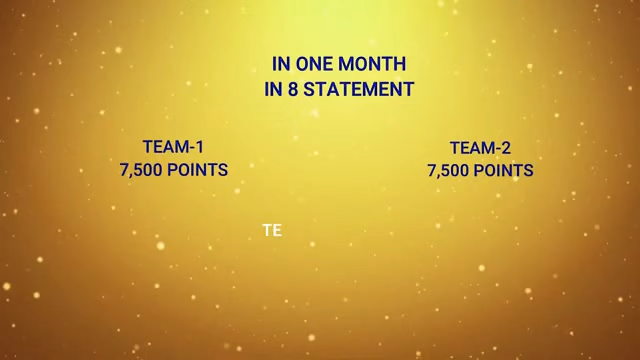 IN ONE MONTH
IN 8 STATEMENT
TEAM-1
7,500 POINTS
TEAM-2
7,500 POINTS
TE